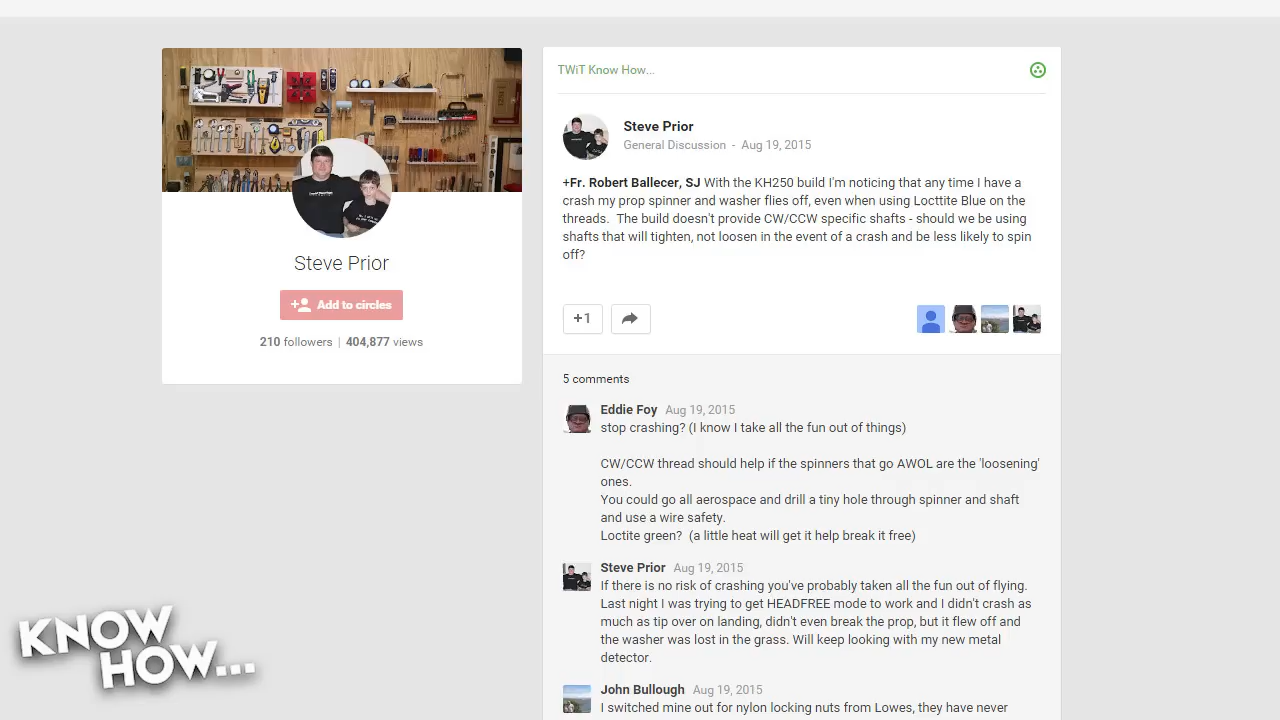 TWiT Know How...
Steve Prior
General Discussion - Aug 19, 2015
+Fr. Robert Ballecer, SJ With the KH250 build I'm noticing that any time I have a
crash my prop spinner and washer flies off, even when using Locttite Blue on the
threads.  The build doesn't provide CW/CCW specific shafts - should we be using
shafts that will tighten, not loosen in the event of a crash and be less likely to spin
off?
Steve Prior
Add to circles
210 followers | 404,877 views
+1
5 comments
Eddie Foy Aug 19, 2015
stop crashing? (I know I take all the fun out of things)
CW/CCW thread should help if the spinners that go AWOL are the 'loosening'
ones.
You could go all aerospace and drill a tiny hole through spinner and shaft
and use a wire safety.
Loctite green?  (a little heat will get it help break it free)
Steve Prior Aug 19, 2015
If there is no risk of crashing you've probably taken all the fun out of flying.
Last night I was trying to get HEADFREE mode to work and I didn't crash as
much as tip over on landing, didn't even break the prop, but it flew off and
the washer was lost in the grass. Will keep looking with my new metal
detector.
John Bullough Aug 19, 2015
I switched mine out for nylon locking nuts from Lowes, they have never
KNOW
HOW...